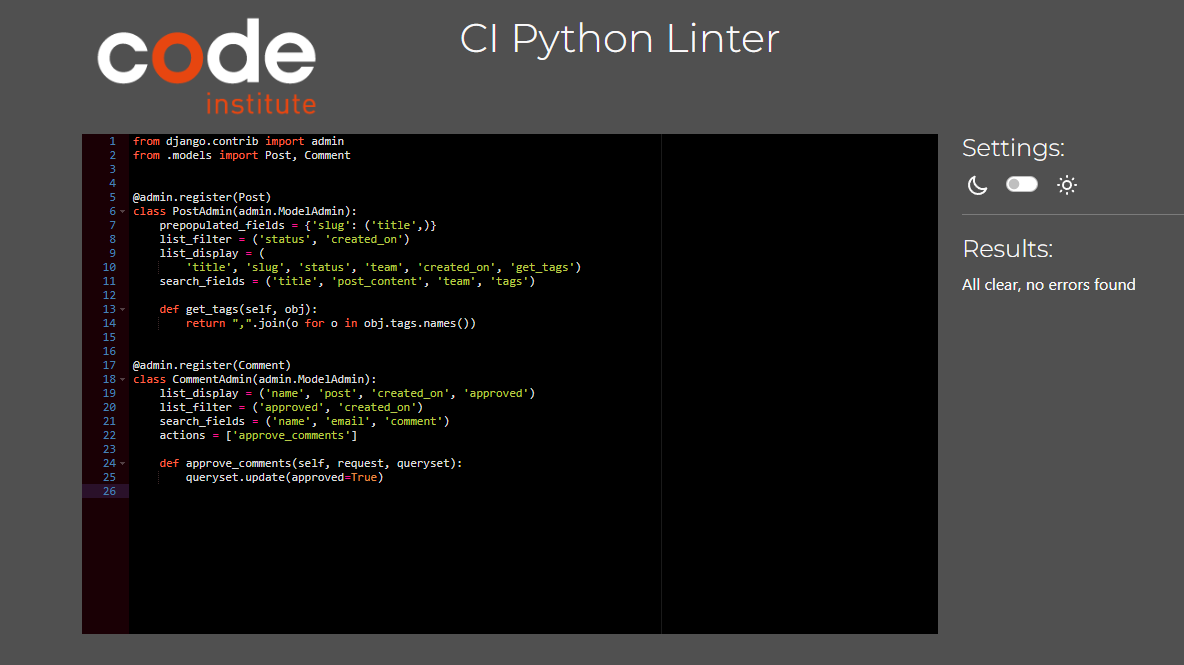 code
institute
CI Python Linter
1 from django.contrib import admin
2 from .models import Post, Comment
3
4
5 @admin.register(Post)
6 class PostAdmin(admin.ModelAdmin):
7     prepopulated_fields = {'slug': ('title',)}
8     list_filter = ('status', 'created_on')
9     list_display = (
10         'title', 'slug', 'status', 'team', 'created_on', 'get_tags')
11     search_fields = ('title', 'post_content', 'team', 'tags')
12
13     def get_tags(self, obj):
14         return ",".join(o for o in obj.tags.names())
15
16
17 @admin.register(Comment)
18 class CommentAdmin(admin.ModelAdmin):
19     list_display = ('name', 'post', 'created_on', 'approved')
20     list_filter = ('approved', 'created_on')
21     search_fields = ('name', 'email', 'comment')
22     actions = ['approve_comments']
23
24     def approve_comments(self, request, queryset):
25         queryset.update(approved=True)
26
Settings:
Results:
All clear, no errors found